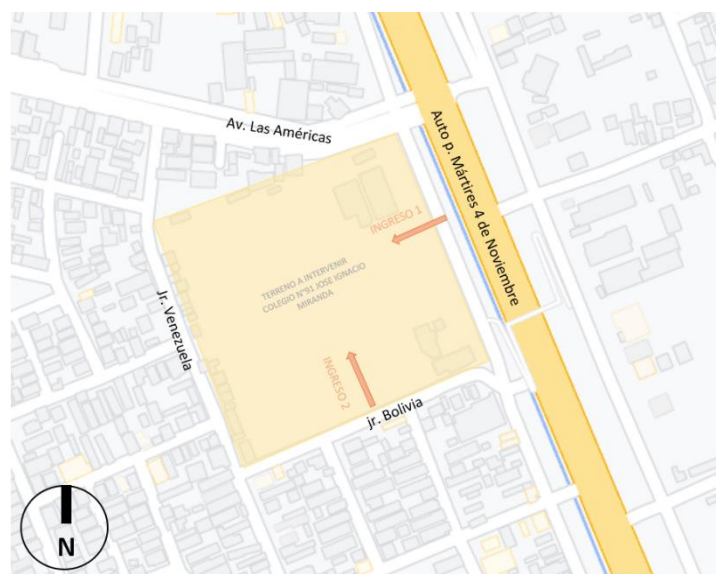 Av. Las Américas
Auto p. Mártires 4 de Noviembre
INGRESO 1
TERRENO A INTERVENIR
COLEGIO N°91 JOSE IGNACIO
MIRANDA
Jr. Venezuela
INGRESO 2
jr. Bolivia
N